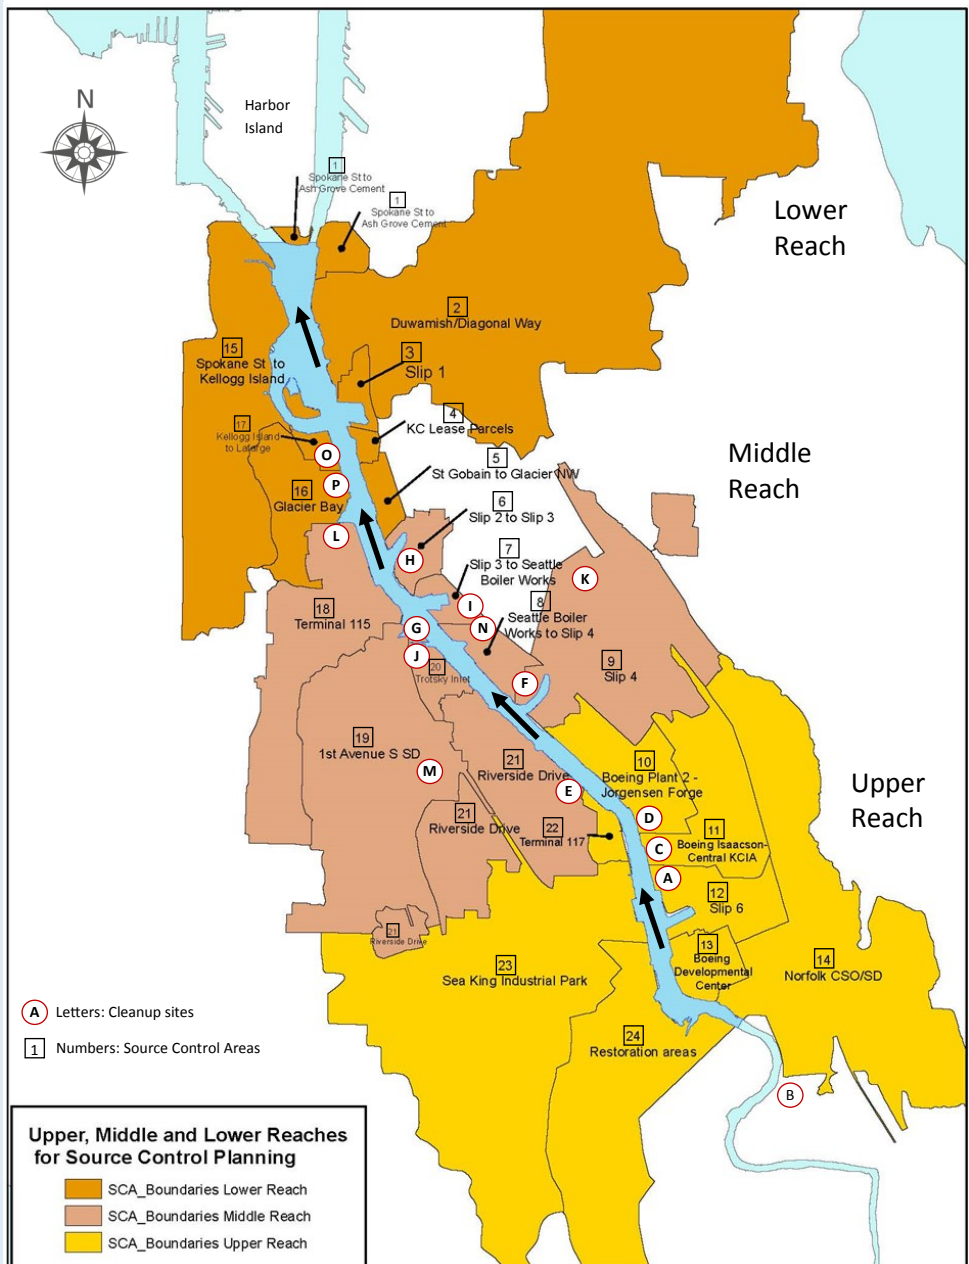 N
Harbor
Island
1
Spokane St to
Ash Grove Cement
1
Spokane St to
Ash Grove Cement
Lower
Reach
2
Duwamish/Diagonal Way
15
Spokane St to
Kellogg Island
3
Slip 1
17
Kellogg Island
to Lafarge
4
KC Lease Parcels
Middle
Reach
O
5
St Gobain to Glacier NW
P
16
Glacier Bay
6
Slip 2 to Slip 3
L
H
7
Slip 3 to Seattle
Boiler Works
K
18
Terminal 115
I
8
Seattle Boiler
Works to Slip 4
G
N
J
20
Trotsky Inlet
9
Slip 4
F
19
1st Avenue S SD
M
21
Riverside Drive
E
10
Boeing Plant 2 -
Jorgensen Forge
Upper
Reach
21
Riverside Drive
22
Terminal 117
D
11
Boeing Isaacson-
Central KCIA
C
A
12
Slip 6
21
Riverside Drive
13
Boeing
Developmental
Center
23
Sea King Industrial Park
14
Norfolk CSO/SD
24
Restoration areas
B
A Letters: Cleanup sites
1 Numbers: Source Control Areas
Upper, Middle and Lower Reaches
for Source Control Planning
SCA_Boundaries Lower Reach
SCA_Boundaries Middle Reach
SCA_Boundaries Upper Reach